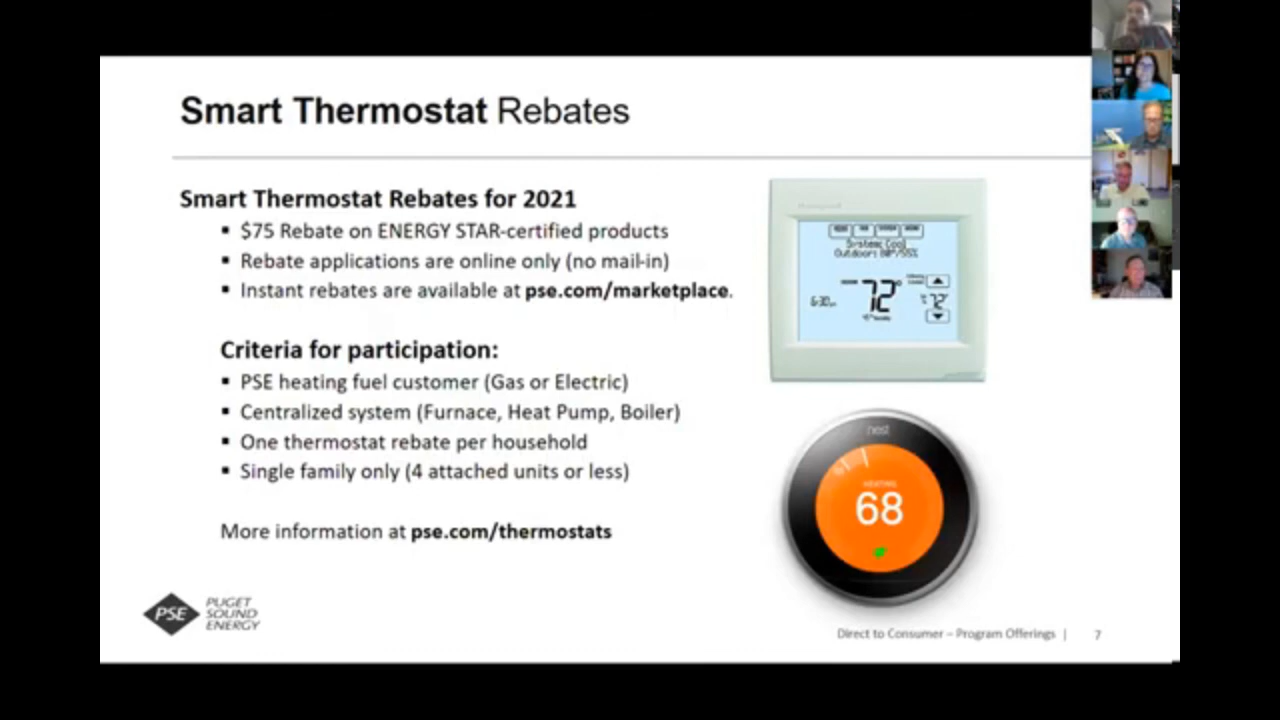 Smart Thermostat Rebates
Smart Thermostat Rebates for 2021
▪ $75 Rebate on ENERGY STAR-certified products
▪ Rebate applications are online only (no mail-in)
▪ Instant rebates are available at pse.com/marketplace.
Criteria for participation:
▪ PSE heating fuel customer (Gas or Electric)
▪ Centralized system (Furnace, Heat Pump, Boiler)
▪ One thermostat rebate per household
▪ Single family only (4 attached units or less)
More information at pse.com/thermostats
System: Cool
72°
72°
nest
HEATING
68
PSE PUGET
SOUND
ENERGY
Direct to Consumer – Program Offerings | 7